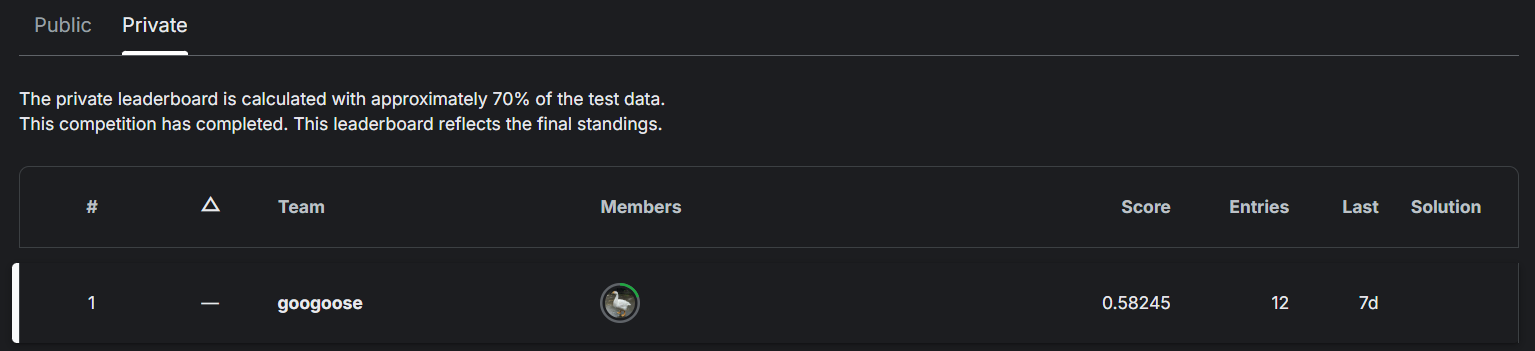 Public Private
The private leaderboard is calculated with approximately 70% of the test data.
This competition has completed. This leaderboard reflects the final standings.
# △ Team Members Score Entries Last Solution
1 — googoose 0.58245 12 7d